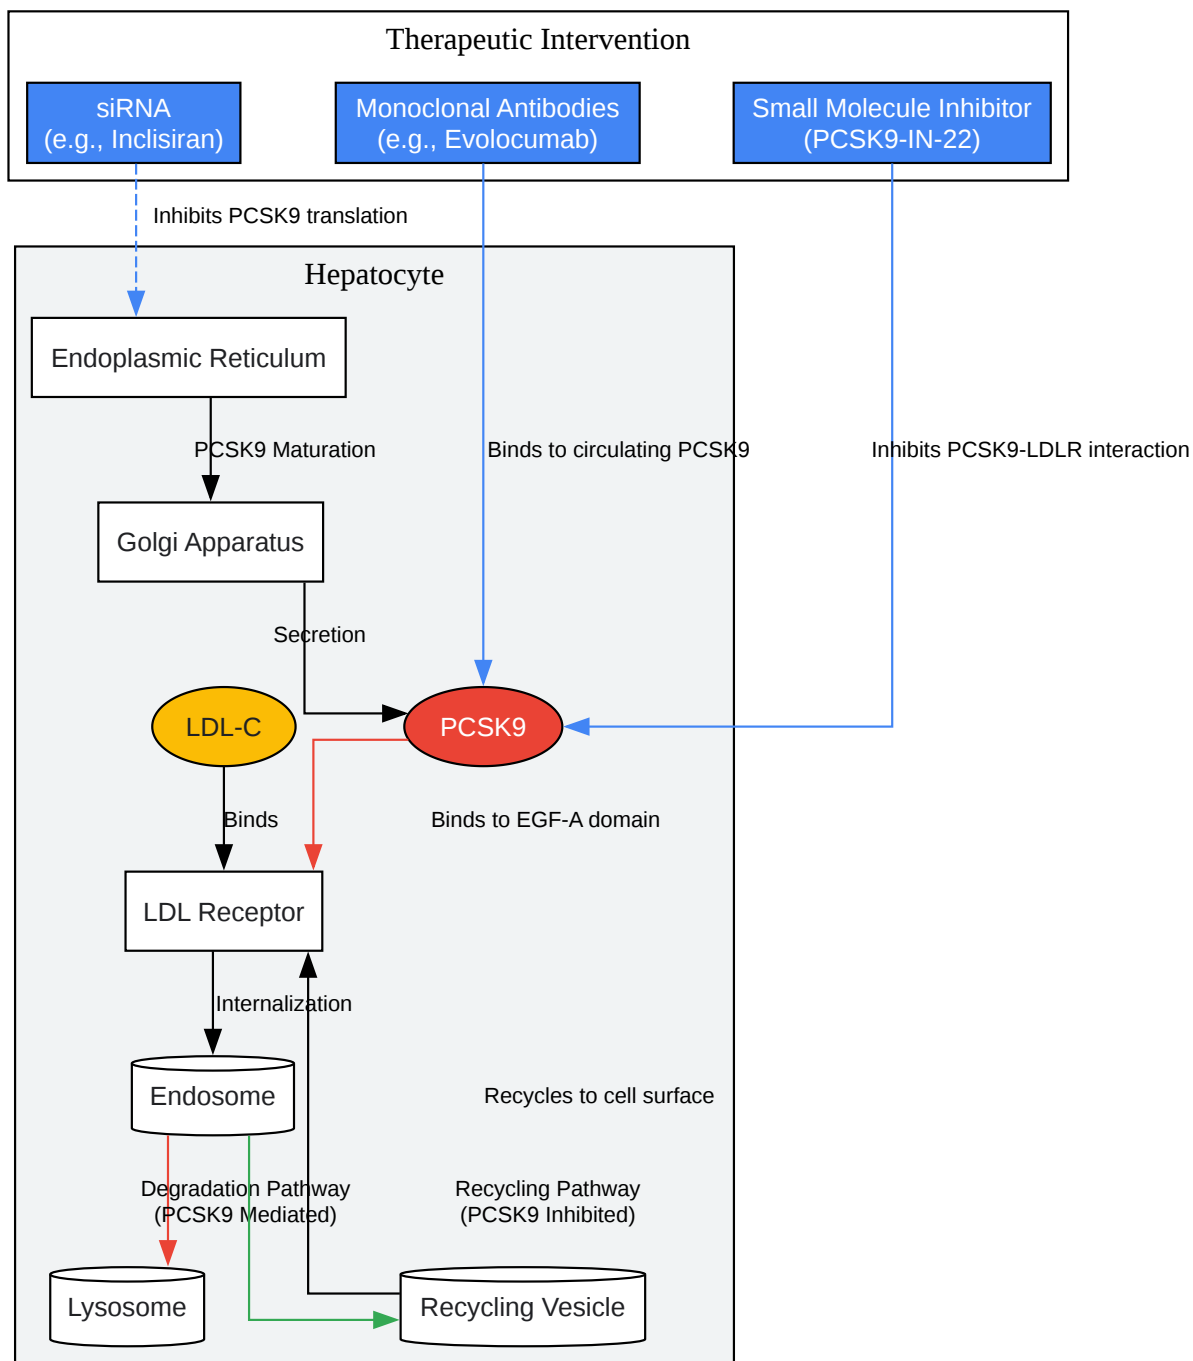 Therapeutic Intervention
siRNA
(e.g., Inclisiran)
Monoclonal Antibodies
(e.g., Evolocumab)
Small Molecule Inhibitor
(PCSK9-IN-22)
Inhibits PCSK9 translation
Hepatocyte
Endoplasmic Reticulum
PCSK9 Maturation
Binds to circulating PCSK9
Inhibits PCSK9-LDLR interaction
Golgi Apparatus
Secretion
LDL-C
PCSK9
Binds
Binds to EGF-A domain
LDL Receptor
Internalization
Endosome
Recycles to cell surface
Degradation Pathway
(PCSK9 Mediated)
Recycling Pathway
(PCSK9 Inhibited)
Lysosome
Recycling Vesicle